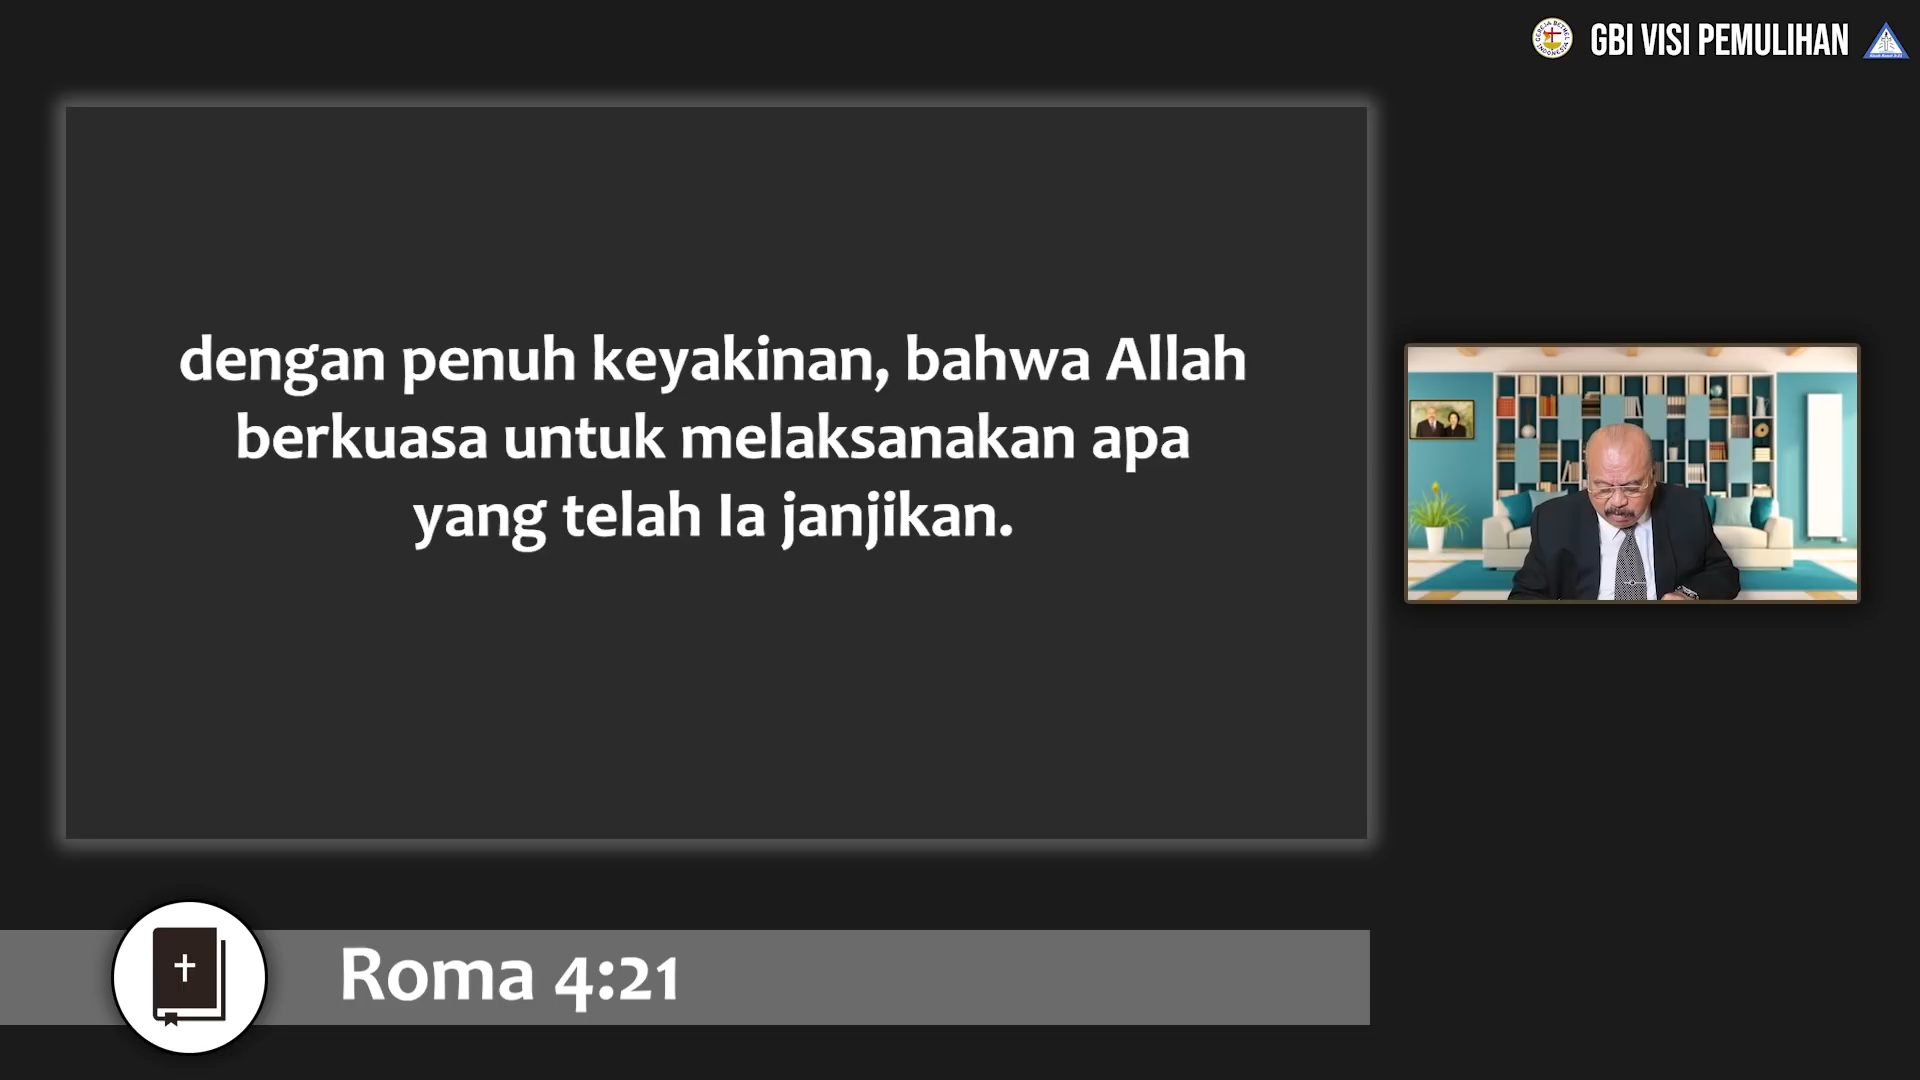 GBI VISI PEMULIHAN
dengan penuh keyakinan, bahwa Allah
berkuasa untuk melaksanakan apa
yang telah Ia janjikan.
Roma 4:21